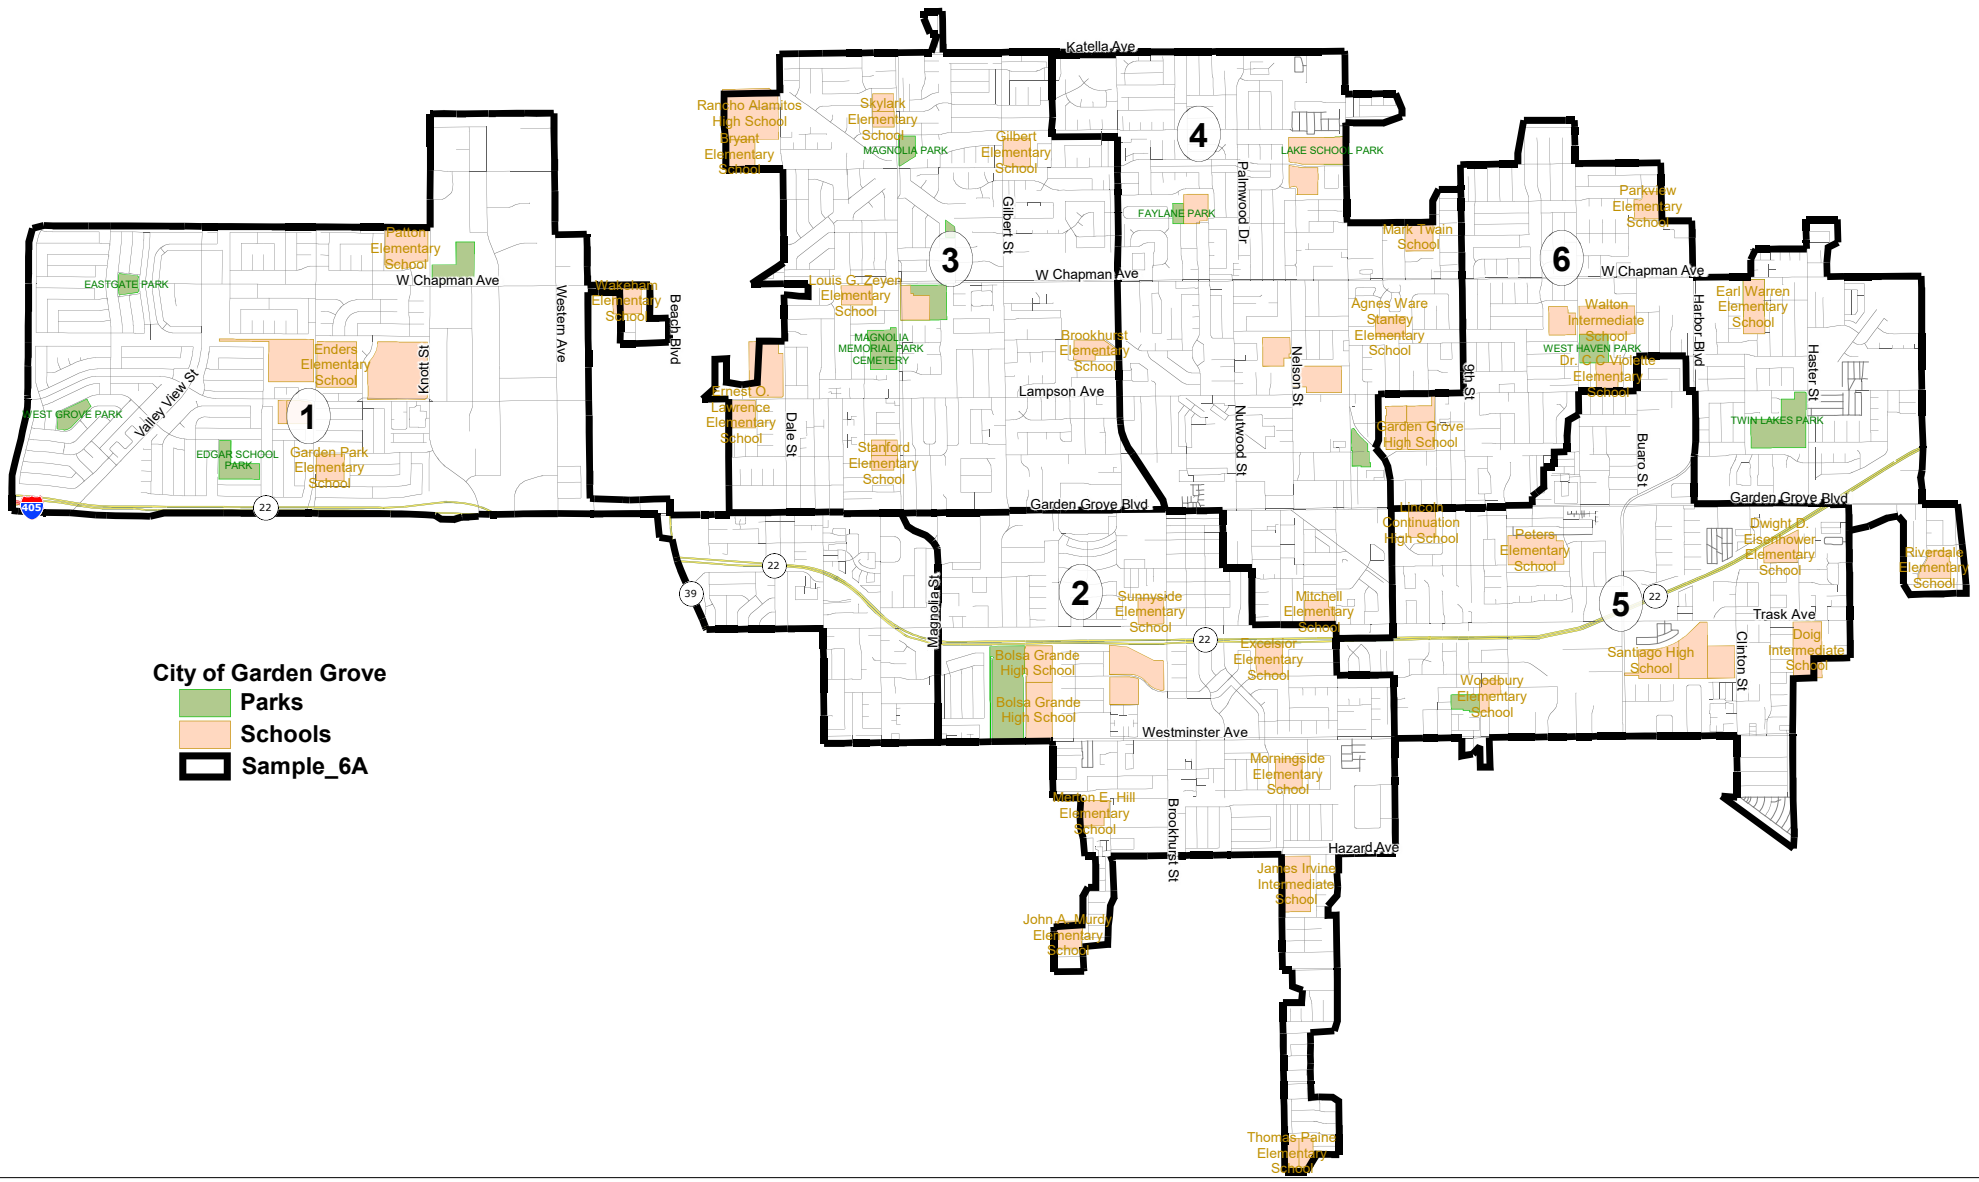 Katella Ave
Rancho Alamitos
High School
Bryant
Elementary
School
Skylark
Elementary
School
MAGNOLIA PARK
Gilbert
Elementary
School
4
LAKE SCHOOL PARK
Palmwood Dr
FAYLANE PARK
Gilbert St
Mark Twain
School
Parkview
Elementary
School
Patton
Elementary
School
W Chapman Ave
EASTGATE PARK
3
W Chapman Ave
6
W Chapman Ave
Wakeham
Elementary
School
Western Ave
Beach Blvd
Louis G. Zeyen
Elementary
School
MAGNOLIA
MEMORIAL PARK
CEMETERY
Brookhurst
Elementary
School
Agnes Ware
Stanley
Elementary
School
Walton
Intermediate
School
WEST HAVEN PARK
Dr. C C Violette
Elementary
School
Harbor Blvd
Earl Warren
Elementary
School
Haster St
Enders
Elementary
School
Knott St
Valley View St
WEST GROVE PARK
1
Lampson Ave
Nelson St
9th St
Ernest O.
Lawrence
Elementary
School
Dale St
Nutwood St
Garden Grove
High School
Buaro St
TWIN LAKES PARK
EDGAR SCHOOL
PARK
Garden Park
Elementary
School
Stanford
Elementary
School
405
22
Garden Grove Blvd
Garden Grove Blvd
Lincoln
Continuation
High School
Peters
Elementary
School
Dwight D.
Eisenhower
Elementary
School
Riverdale
Elementary
School
22
39
Magnolia St
2
Sunnyside
Elementary
School
Mitchell
Elementary
School
5
22
Trask Ave
22
Excelsior
Elementary
School
Bolsa Grande
High School
Bolsa Grande
High School
Santiago High
School
Clinton St
Doig
Intermediate
School
Woodbury
Elementary
School
Westminster Ave
City of Garden Grove
Parks
Schools
Sample_6A
Morningside
Elementary
School
Merton E. Hill
Elementary
School
Brookhurst St
Hazard Ave
James Irvine
Intermediate
School
John A. Murdy
Elementary
School
Thomas Paine
Elementary
School